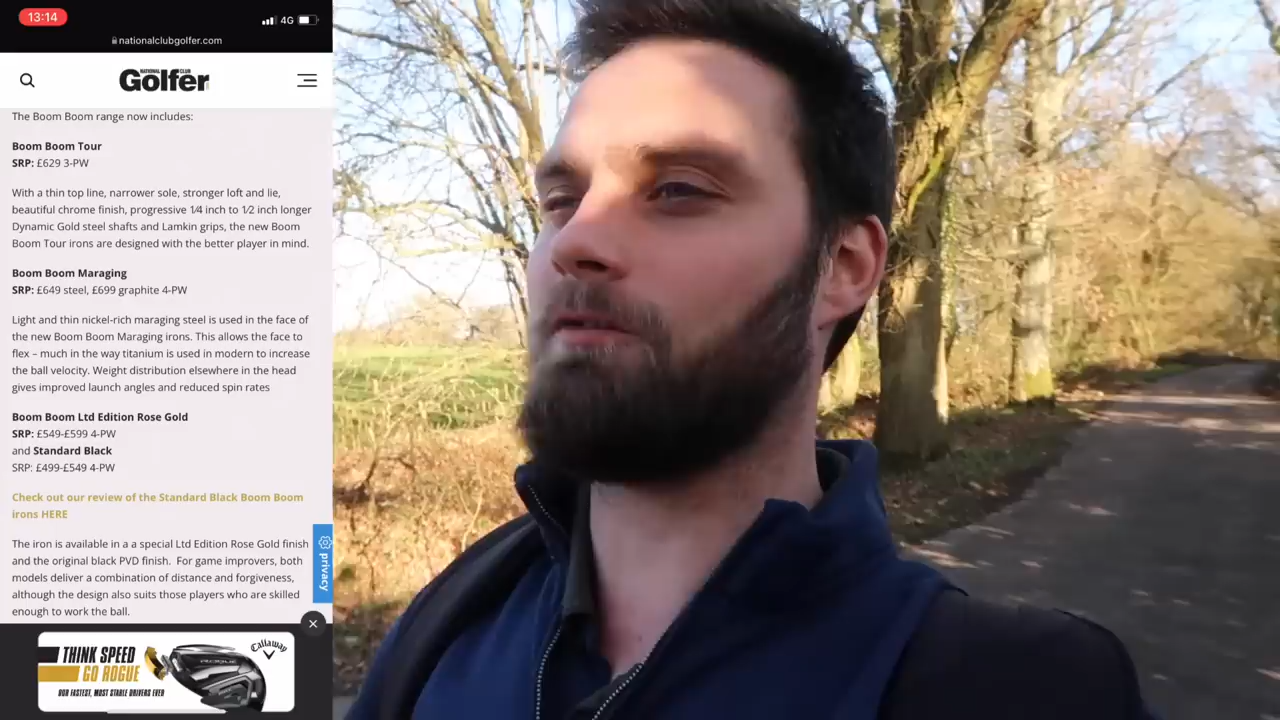 13:14
4G
nationalclubgolfer.com
NATIONAL CLUB
Golfer
The Boom Boom range now includes:
Boom Boom Tour
SRP: £629 3-PW
With a thin top line, narrower sole, stronger loft and lie,
beautiful chrome finish, progressive 1⁄4 inch to 1⁄2 inch longer
Dynamic Gold steel shafts and Lamkin grips, the new Boom
Boom Tour irons are designed with the better player in mind.
Boom Boom Maraging
SRP: £649 steel, £699 graphite 4-PW
Light and thin nickel-rich maraging steel is used in the face of
the new Boom Boom Maraging irons. This allows the face to
flex – much in the way titanium is used in modern to increase
the ball velocity. Weight distribution elsewhere in the head
gives improved launch angles and reduced spin rates
Boom Boom Ltd Edition Rose Gold
SRP: £549-£599 4-PW
and Standard Black
SRP: £499-£549 4-PW
Check out our review of the Standard Black Boom Boom
irons HERE
The iron is available in a a special Ltd Edition Rose Gold finish
and the original black PVD finish. For game improvers, both
models deliver a combination of distance and forgiveness,
although the design also suits those players who are skilled
enough to work the ball.
privacy
THINK SPEED
GO ROGUE
OUR FASTEST, MOST STABLE DRIVERS EVER
Callaway